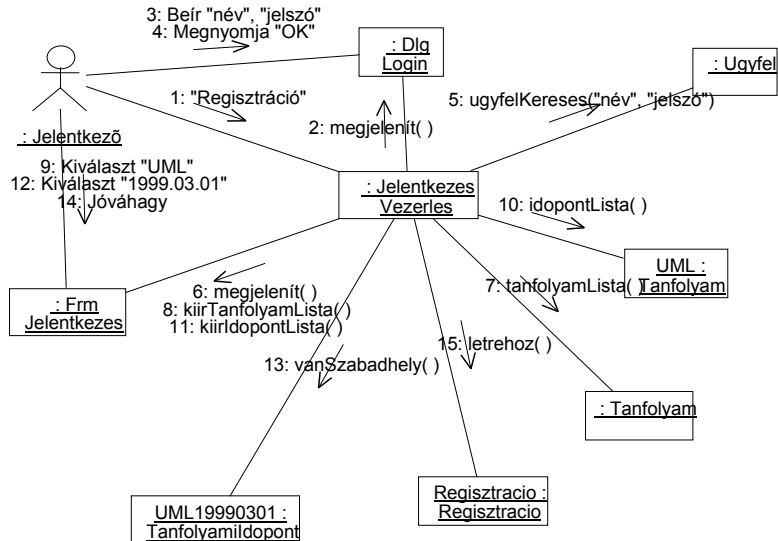 3: Beír "név", "jelszó"
4: Megnyomja "OK"
: Dlg
Login
: Ugyfel
1: "Regisztráció"
5: ugyfelKereses("név", "jelszó")
2: megjelenít( )
: Jelentkezõ
9: Kiválaszt "UML"
12: Kiválaszt "1999.03.01"
14: Jóváhagy
: Jelentkezes
Vezerles
10: idopontLista( )
UML :
Tanfolyam
: Frm
Jelentkezes
6: megjelenít( )
8: kiirTanfolyamLista( )
11: kiirIdopontLista( )
7: tanfolyamLista( )
13: vanSzabadhely( )
15: letrehoz( )
: Tanfolyam
UML19990301 :
TanfolyamiIdopont
Regisztracio :
Regisztracio